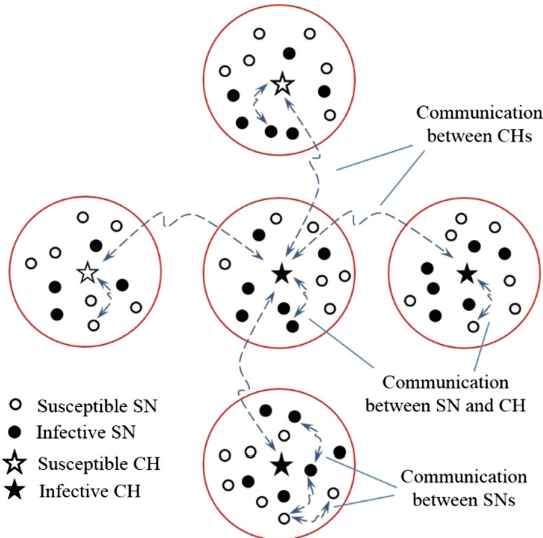 Communication
between CHs
Communication
between SN and CH
Susceptible SN
Infective SN
Susceptible CH
Infective CH
Communication
between SNs